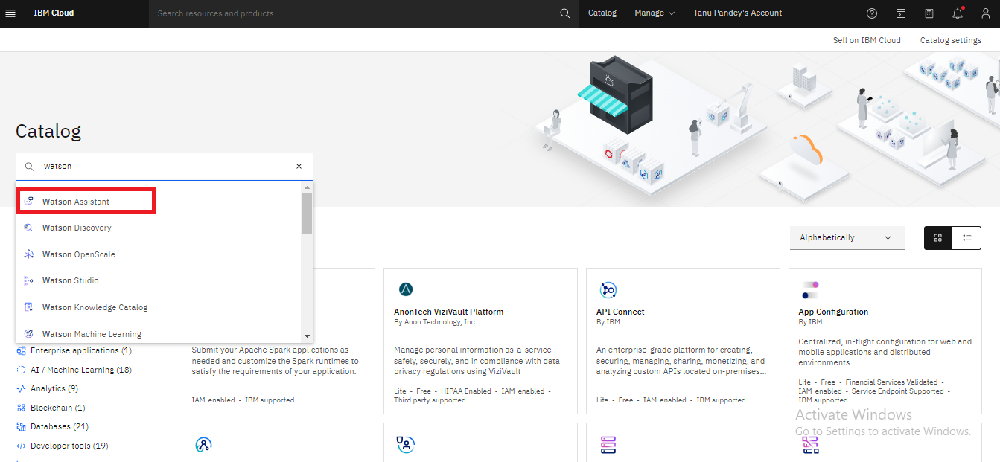 IBM Cloud
Search resources and products...
Catalog
Manage
Tanu Pandey's Account
Sell on IBM Cloud
Catalog settings
Catalog
watson
Watson Assistant
Watson Discovery
Watson OpenScale
Watson Studio
Watson Knowledge Catalog
Watson Machine Learning
Enterprise applications (1)
AI / Machine Learning (18)
Analytics (9)
Blockchain (1)
Databases (21)
Developer tools (19)
Alphabetically
Submit your Apache Spark applications as
needed and customize the Spark runtimes to
satisfy the requirements of your application.
IAM-enabled • IBM supported
AnonTech ViziVault Platform
By Anon Technology, Inc.
Manage personal information as-a-service
safely, securely, and in compliance with data
privacy regulations using ViziVault
Lite • Free • HIPAA Enabled • IAM-enabled •
Third party supported
API Connect
By IBM
An enterprise-grade platform for creating,
securing, managing, sharing, monetizing, and
analyzing custom APIs located on-premises...
Lite • Free • IAM-enabled • IBM supported
App Configuration
By IBM
Centralized, in-flight configuration for web and
mobile applications and distributed
environments.
Lite • Free • Financial Services Validated •
IAM-enabled • Service Endpoint Supported •
IBM supported
Activate Windows
Go to Settings to activate Windows.